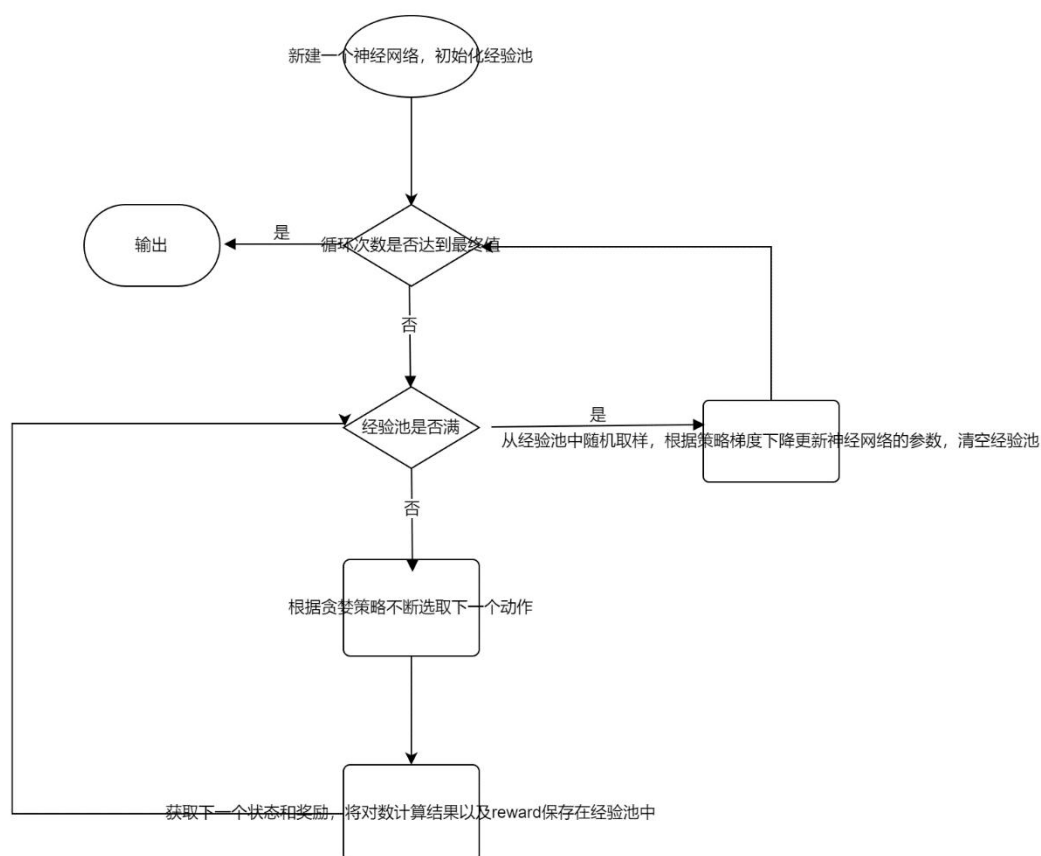 新建一个神经网络，初始化经验池
输出
是
循环次数是否达到最终值
否
经验池是否满
是
从经验池中随机取样，根据策略梯度下降更新神经网络的参数，清空经验池
否
根据贪婪策略不断选取下一个动作
获取下一个状态和奖励，将对数计算结果以及reward保存在经验池中